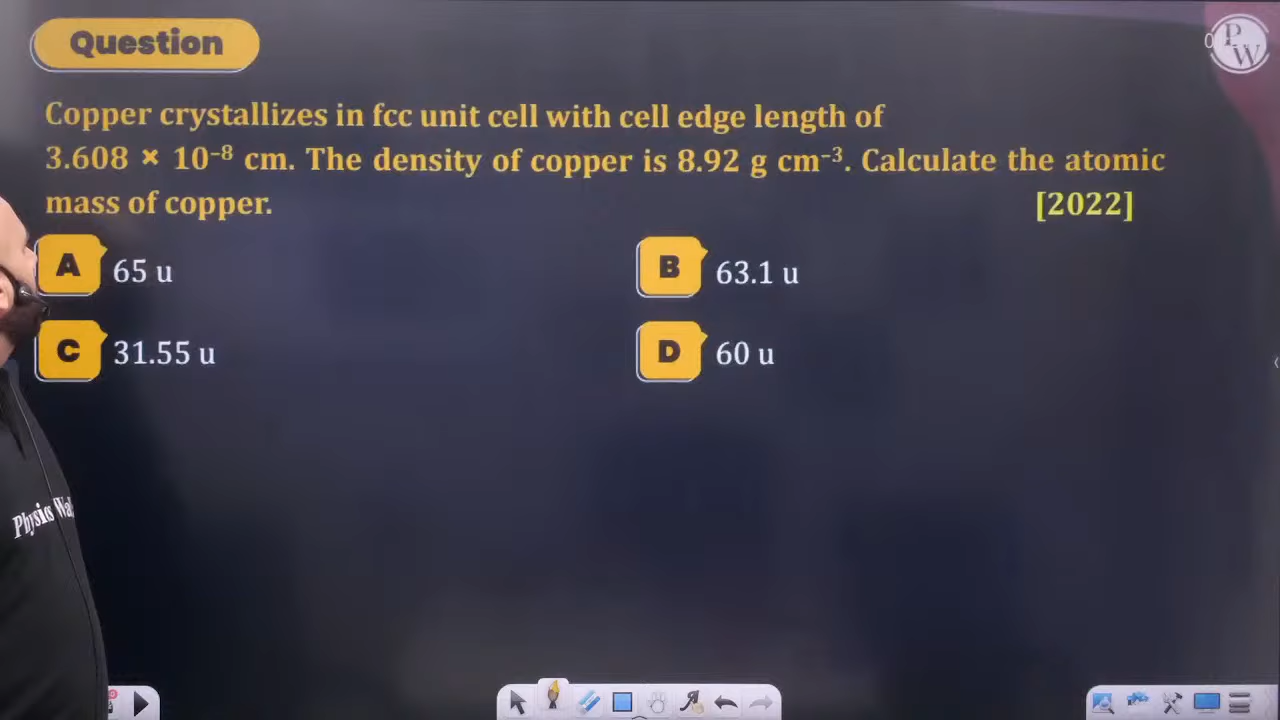 Question
PW
Copper crystallizes in fcc unit cell with cell edge length of
3.608 × 10⁻⁸ cm. The density of copper is 8.92 g cm⁻³. Calculate the atomic
mass of copper. [2022]
A 65 u
B 63.1 u
C 31.55 u
D 60 u
Physics